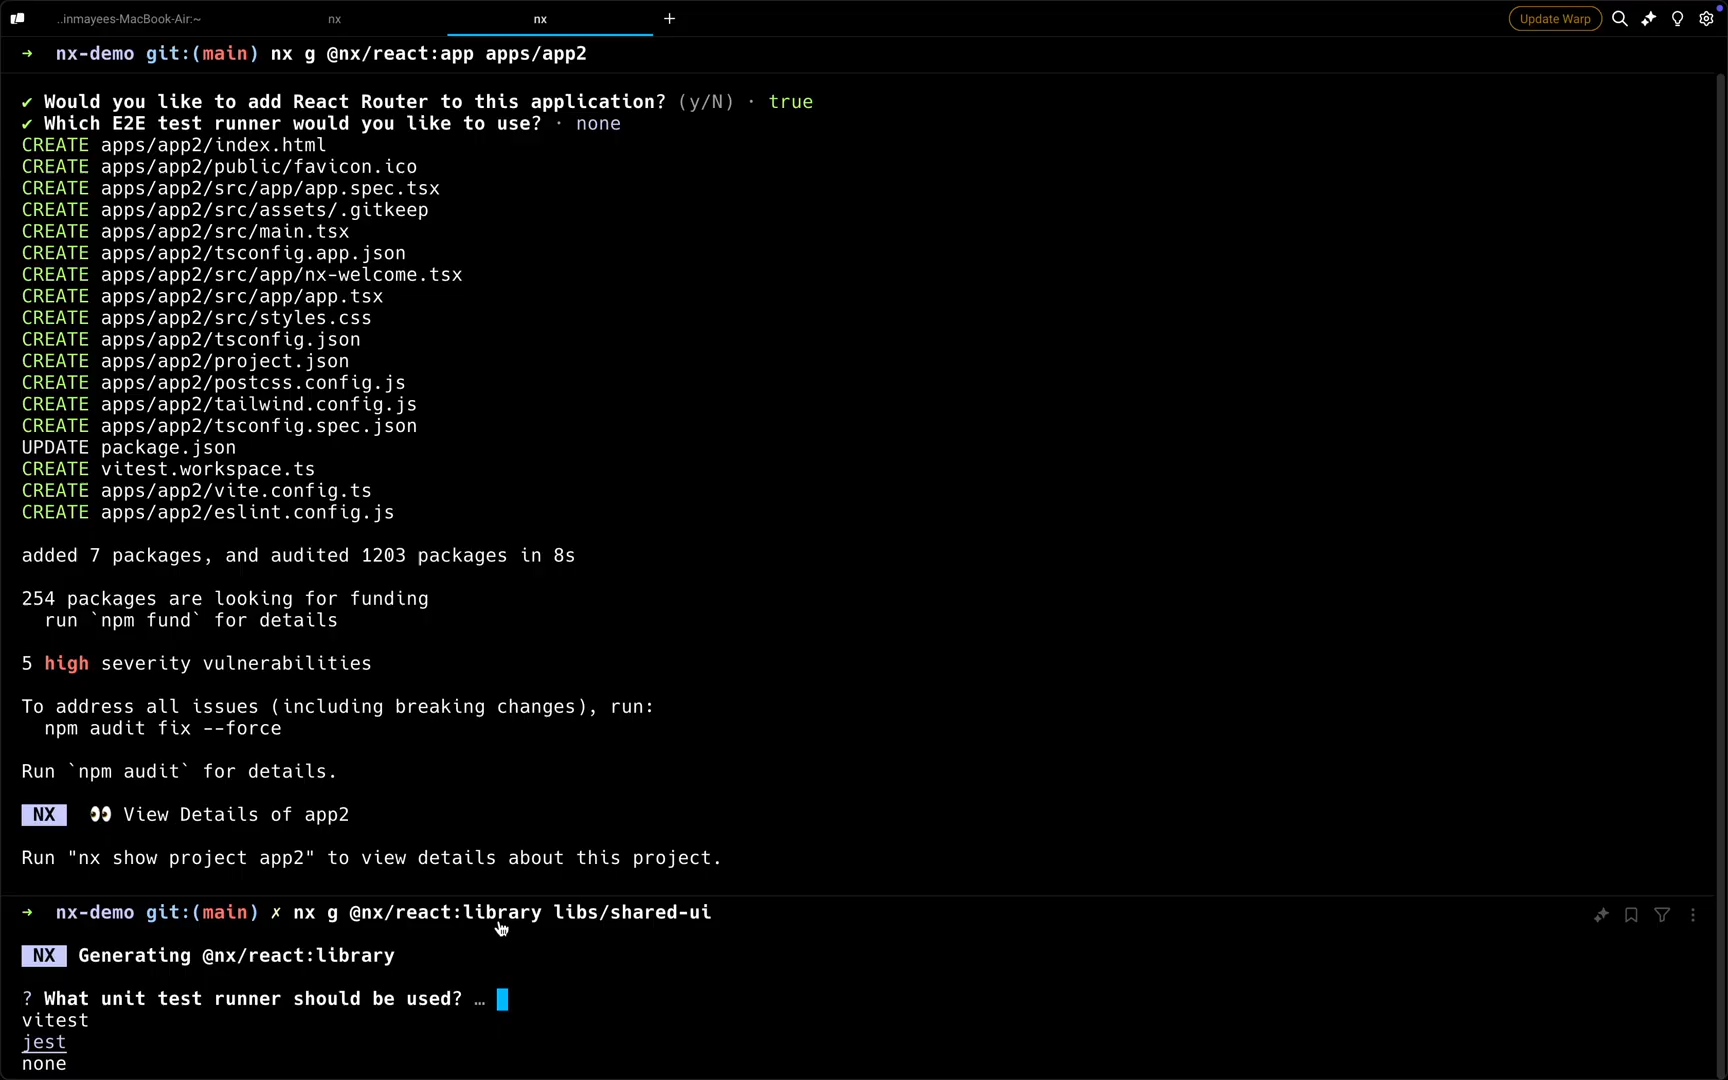 ..inmayees-MacBook-Air:~ nx nx + Update Warp
→ nx-demo git:(main) nx g @nx/react:app apps/app2
✔ Would you like to add React Router to this application? (y/N) · true
✔ Which E2E test runner would you like to use? · none
CREATE apps/app2/index.html
CREATE apps/app2/public/favicon.ico
CREATE apps/app2/src/app/app.spec.tsx
CREATE apps/app2/src/assets/.gitkeep
CREATE apps/app2/src/main.tsx
CREATE apps/app2/tsconfig.app.json
CREATE apps/app2/src/app/nx-welcome.tsx
CREATE apps/app2/src/app/app.tsx
CREATE apps/app2/src/styles.css
CREATE apps/app2/tsconfig.json
CREATE apps/app2/project.json
CREATE apps/app2/postcss.config.js
CREATE apps/app2/tailwind.config.js
CREATE apps/app2/tsconfig.spec.json
UPDATE package.json
CREATE vitest.workspace.ts
CREATE apps/app2/vite.config.ts
CREATE apps/app2/eslint.config.js
added 7 packages, and audited 1203 packages in 8s
254 packages are looking for funding
run `npm fund` for details
5 high severity vulnerabilities
To address all issues (including breaking changes), run:
npm audit fix --force
Run `npm audit` for details.
NX 👀 View Details of app2
Run "nx show project app2" to view details about this project.
→ nx-demo git:(main) ✗ nx g @nx/react:library libs/shared-ui
NX Generating @nx/react:library
? What unit test runner should be used? …
vitest
jest
none